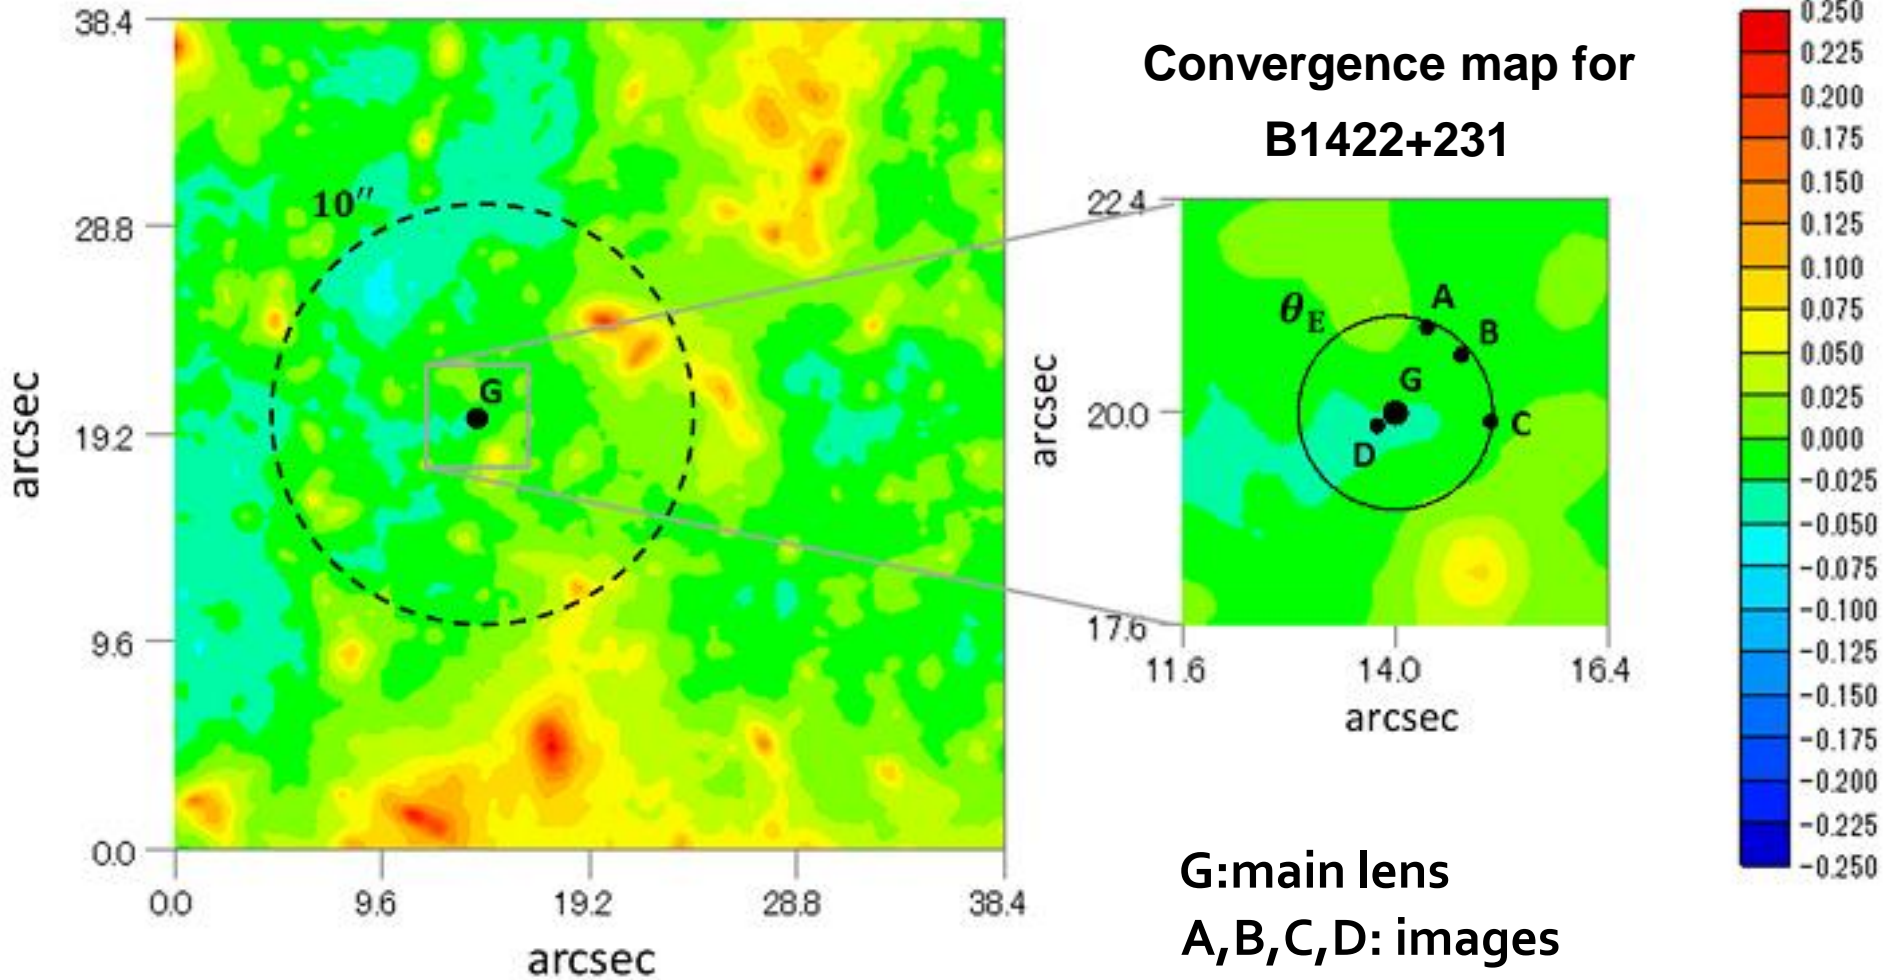 Convergence map for
B1422+231
38.4
28.8
19.2
9.6
0.0
arcsec
10″
G
0.0
9.6
19.2
28.8
38.4
arcsec
22.4
20.0
17.6
arcsec
θE
A
B
G
C
D
11.6
14.0
16.4
arcsec
G:main lens
A,B,C,D: images
0.250
0.225
0.200
0.175
0.150
0.125
0.100
0.075
0.050
0.025
0.000
−0.025
−0.050
−0.075
−0.100
−0.125
−0.150
−0.175
−0.200
−0.225
−0.250